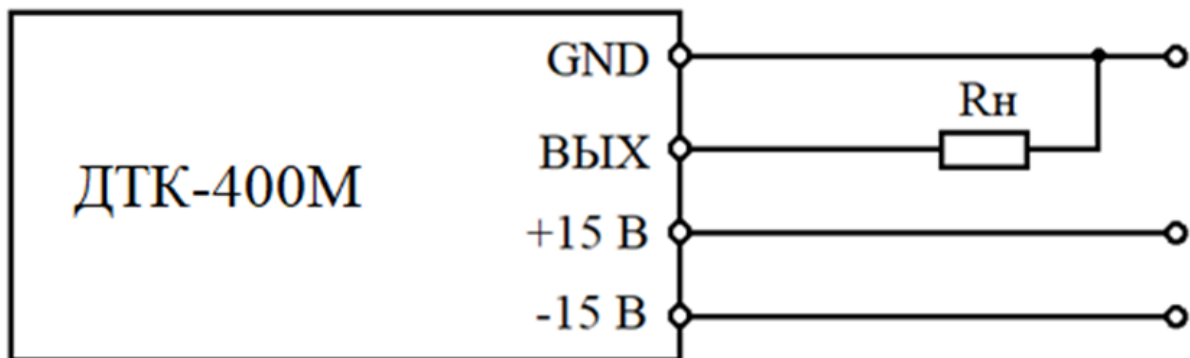 GND
Rн
ВЫХ
ДТК-400М
+15 В
-15 В